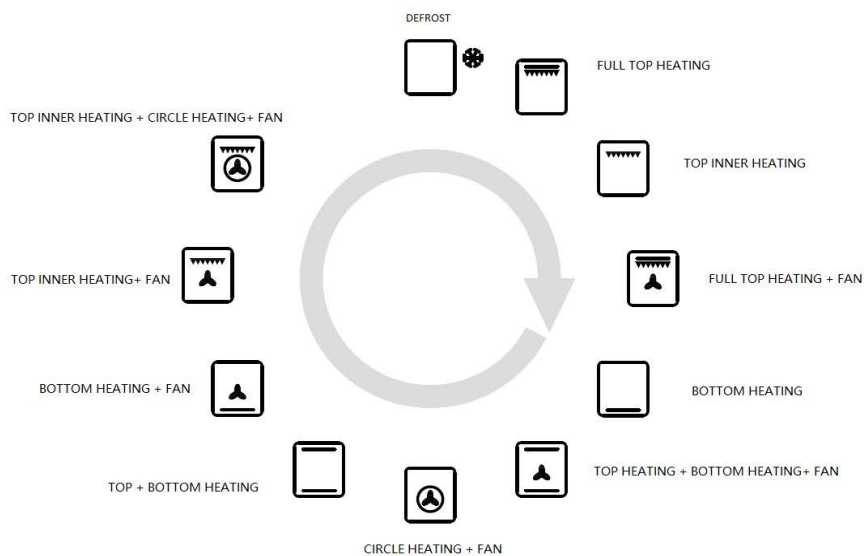 DEFROST
FULL TOP HEATING
TOP INNER HEATING + CIRCLE HEATING+ FAN
TOP INNER HEATING
TOP INNER HEATING+ FAN
FULL TOP HEATING + FAN
BOTTOM HEATING + FAN
BOTTOM HEATING
TOP + BOTTOM HEATING
TOP HEATING + BOTTOM HEATING+ FAN
CIRCLE HEATING + FAN